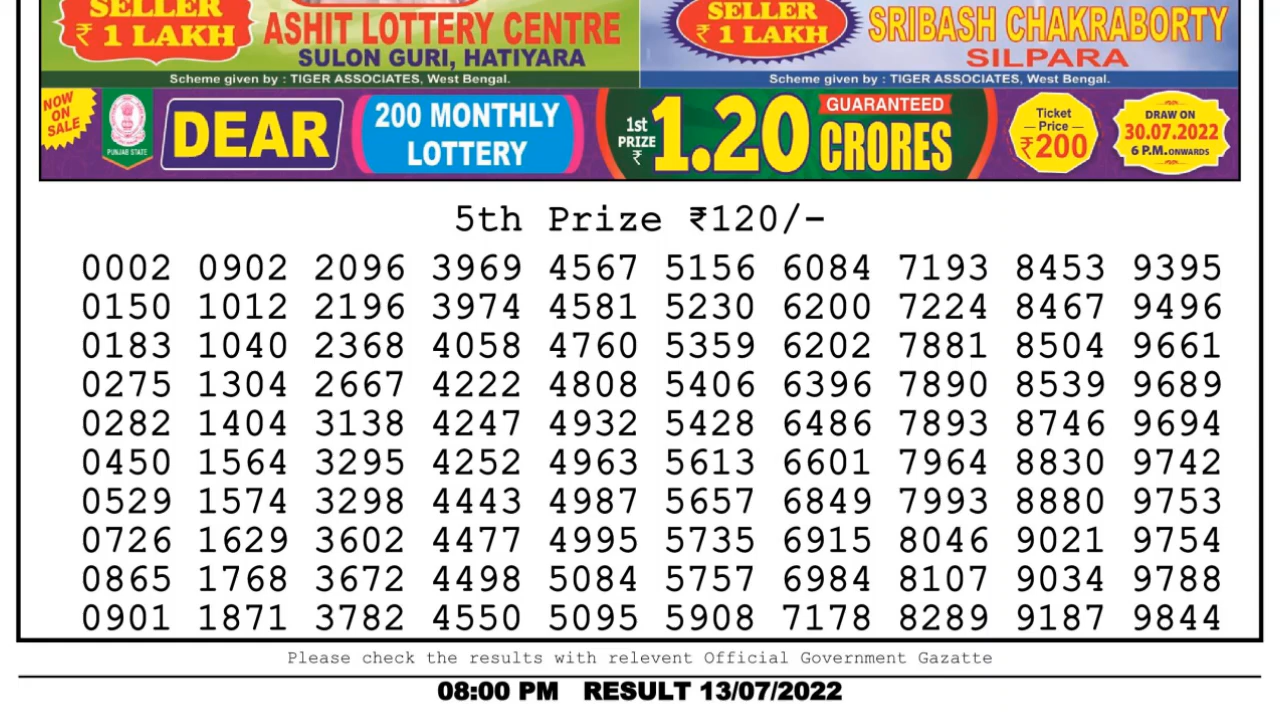 SELLER
₹ 1 LAKH
ASHIT LOTTERY CENTRE
SULON GURI, HATIYARA
Scheme given by : TIGER ASSOCIATES, West Bengal.
SELLER
₹ 1 LAKH
SRIBASH CHAKRABORTY
SILPARA
Scheme given by : TIGER ASSOCIATES, West Bengal.
NOW
ON
SALE
PUNJAB STATE
DEAR
200 MONTHLY
LOTTERY
1st
PRIZE
₹
1.20
GUARANTEED
CRORES
Ticket
Price
₹200
DRAW ON
30.07.2022
6 P.M. ONWARDS
5th Prize ₹120/-
0002 0902 2096 3969 4567 5156 6084 7193 8453 9395
0150 1012 2196 3974 4581 5230 6200 7224 8467 9496
0183 1040 2368 4058 4760 5359 6202 7881 8504 9661
0275 1304 2667 4222 4808 5406 6396 7890 8539 9689
0282 1404 3138 4247 4932 5428 6486 7893 8746 9694
0450 1564 3295 4252 4963 5613 6601 7964 8830 9742
0529 1574 3298 4443 4987 5657 6849 7993 8880 9753
0726 1629 3602 4477 4995 5735 6915 8046 9021 9754
0865 1768 3672 4498 5084 5757 6984 8107 9034 9788
0901 1871 3782 4550 5095 5908 7178 8289 9187 9844
Please check the results with relevent Official Government Gazatte
08:00 PM RESULT 13/07/2022